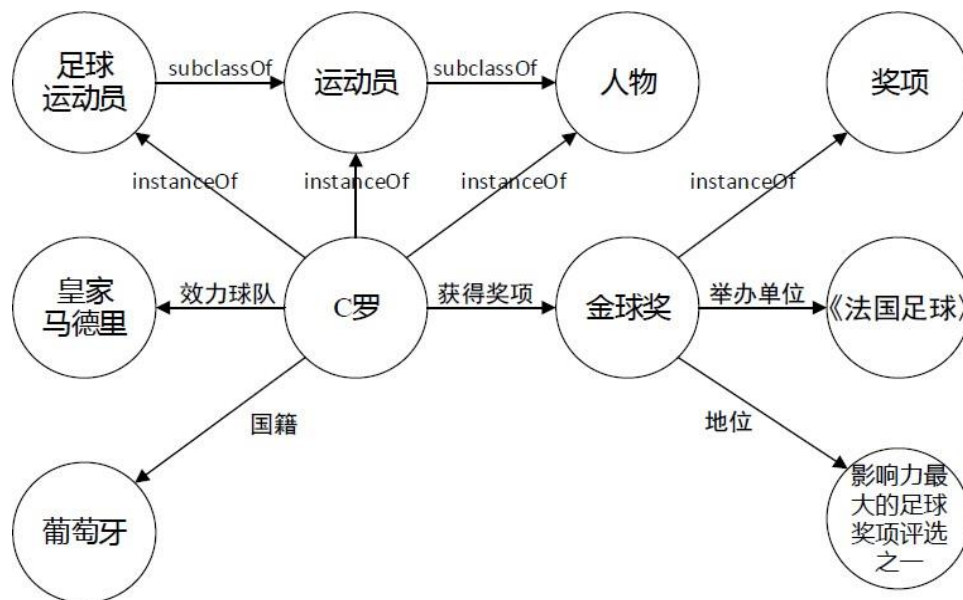 足球
运动员
subclassOf
运动员
subclassOf
人物
奖项
instanceOf
instanceOf
instanceOf
instanceOf
皇家
马德里
效力球队
C罗
获得奖项
金球奖
举办单位
《法国足球》
国籍
地位
葡萄牙
影响力最
大的足球
奖项评选
之一